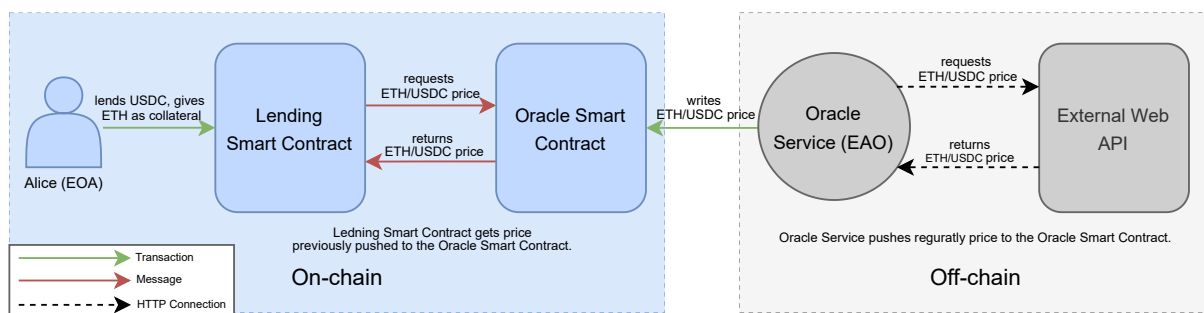 lends USDC, gives
ETH as collateral
Alice (EOA)
Lending
Smart Contract
requests
ETH/USDC price
returns
ETH/USDC price
Oracle Smart
Contract
writes
ETH/USDC price
Oracle
Service (EAO)
requests
ETH/USDC price
returns
ETH/USDC price
External Web
API
Ledning Smart Contract gets price
previously pushed to the Oracle Smart Contract.
Oracle Service pushes reguratly price to the Oracle Smart Contract.
Transaction
Message
HTTP Connection
On-chain
Off-chain